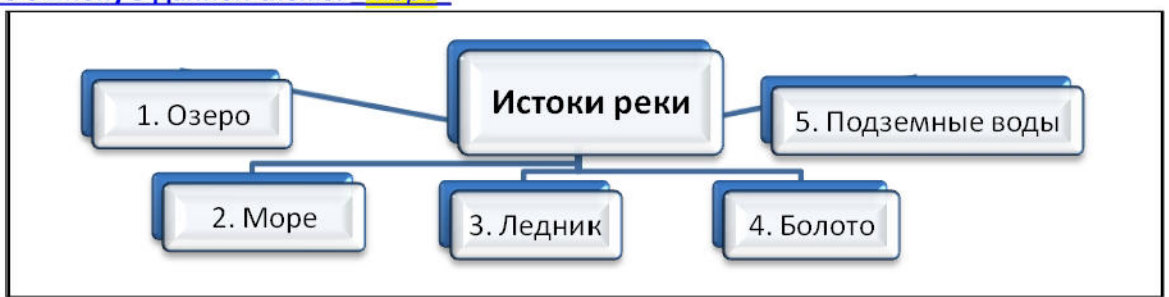 Истоки реки
1. Озеро
5. Подземные воды
2. Море
3. Ледник
4. Болото